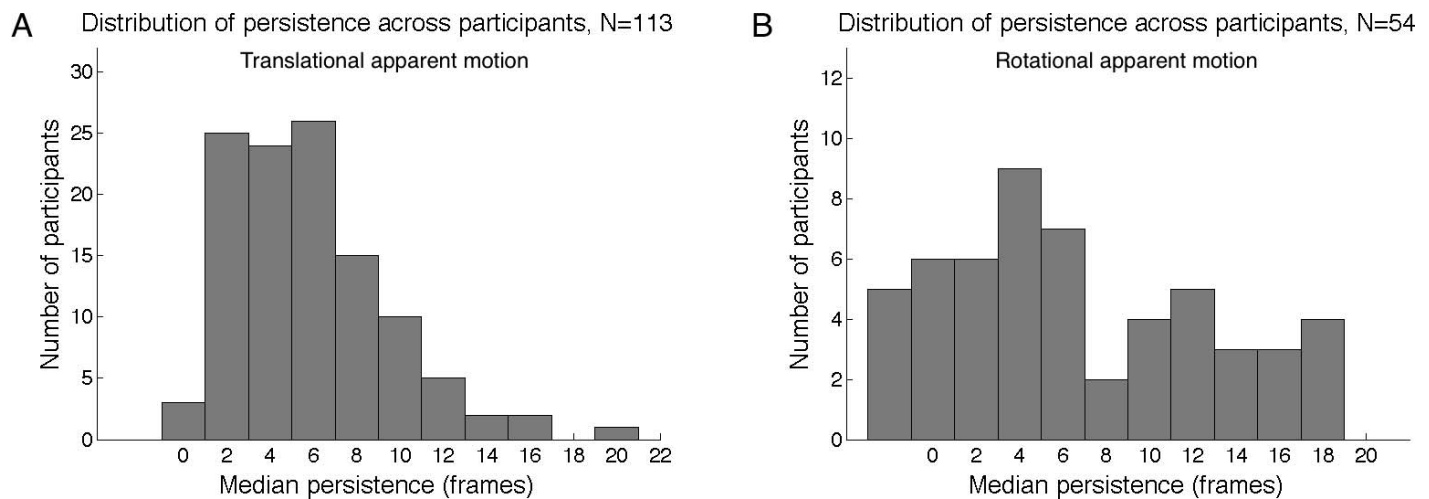 A
Distribution of persistence across participants, N=113
Translational apparent motion
Number of participants
30
25
20
15
10
5
0
0 2 4 6 8 10 12 14 16 18 20 22
Median persistence (frames)
B
Distribution of persistence across participants, N=54
Rotational apparent motion
Number of participants
12
10
8
6
4
2
0
0 2 4 6 8 10 12 14 16 18 20
Median persistence (frames)